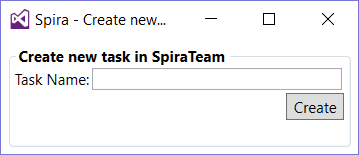 Spira - Create new...
Create new task in SpiraTeam
Task Name:
Create